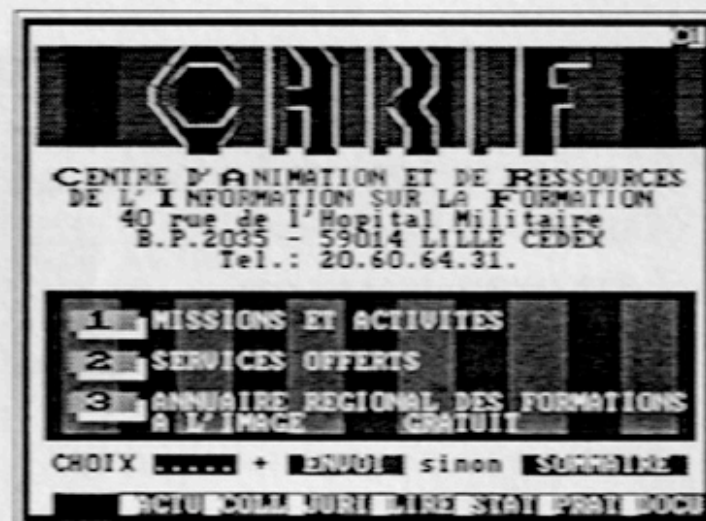 CARIF
CENTRE D'ANIMATION ET DE RESSOURCES
DE L'INFORMATION SUR LA FORMATION
40 rue de l'Hopital Militaire
B.P.2035 - 59014 LILLE CEDEX
Tel.: 20.60.64.31.
1 MISSIONS ET ACTIVITES
2 SERVICES OFFERTS
3 ANNUAIRE REGIONAL DES FORMATIONS
A L'IMAGE GRATUIT
CHOIX ..... + ENVOI sinon SOMMAIRE
ACTU COLL JURI LIRE STAT PRAT DOCU